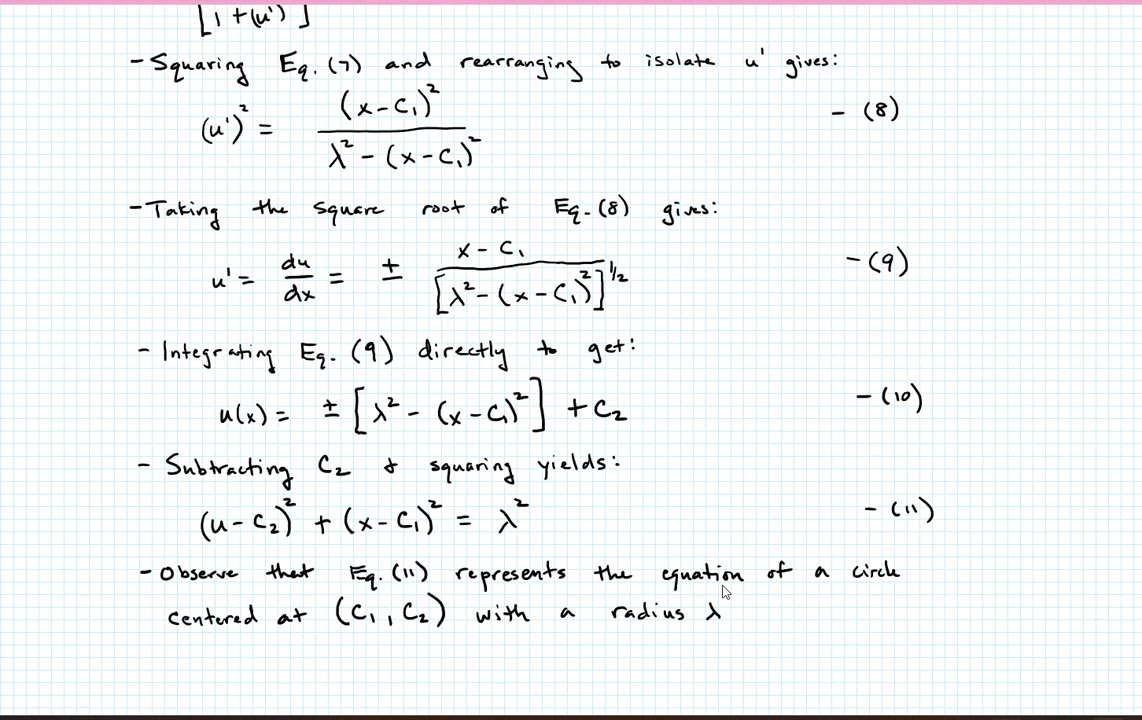 [1 + (u')]
- Squaring Eq. (7) and rearranging to isolate u' gives:
(u')² = (x - C₁)² / λ² - (x - C₁)² - (8)
- Taking the square root of Eq. (8) gives:
u' = du/dx = ± x - C₁ / [λ² - (x - C₁)²]^1/2 - (9)
- Integrating Eq. (9) directly to get:
u(x) = ± [λ² - (x - C₁)²] + C₂ - (10)
- Subtracting C₂ & squaring yields:
(u - C₂)² + (x - C₁)² = λ² - (11)
- Observe that Eq. (11) represents the equation of a circle
centered at (C₁, C₂) with a radius λ